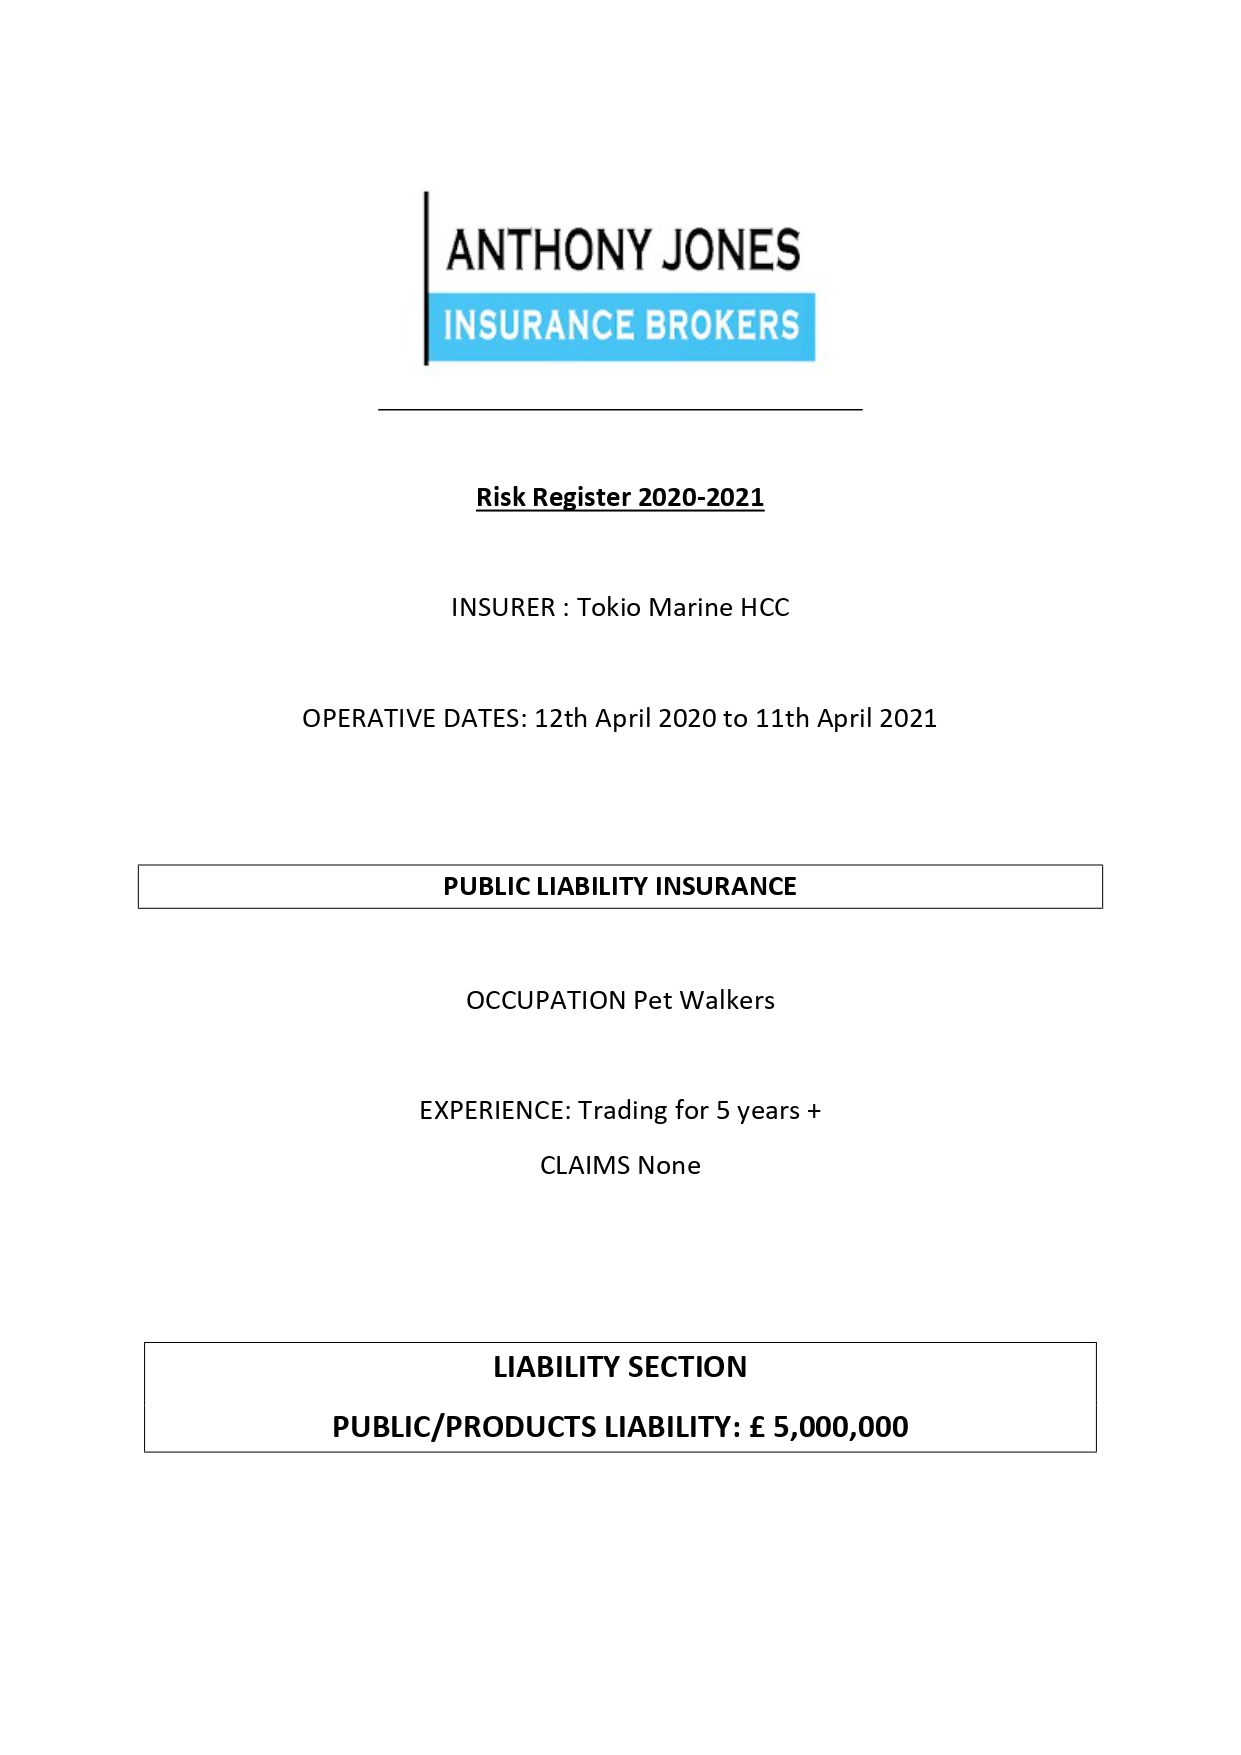 ANTHONY JONES
INSURANCE BROKERS
Risk Register 2020-2021
INSURER : Tokio Marine HCC
OPERATIVE DATES: 12th April 2020 to 11th April 2021
PUBLIC LIABILITY INSURANCE
OCCUPATION Pet Walkers
EXPERIENCE: Trading for 5 years +
CLAIMS None
LIABILITY SECTION
PUBLIC/PRODUCTS LIABILITY: £ 5,000,000